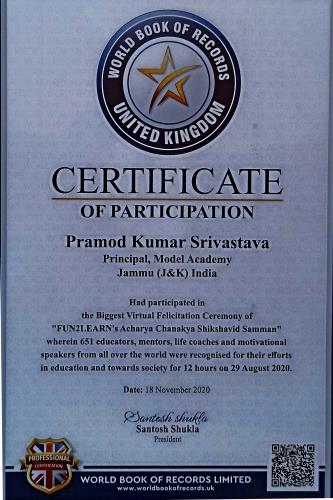 WORLD BOOK OF RECORDS
UNITED KINGDOM
CERTIFICATE
OF PARTICIPATION
Pramod Kumar Srivastava
Principal, Model Academy
Jammu (J&K) India
Had participated in
the Biggest Virtual Felicitation Ceremony of
"FUN2LEARN's Acharya Chanakya Shikshavid Samman"
wherein 651 educators, mentors, life coaches and motivational
speakers from all over the world were recognised for their efforts
in education and towards society for 12 hours on 29 August 2020.
Date: 18 November 2020
Santosh Shukla
Santosh Shukla
President
PROFESSIONAL
CERTIFICATION
WORLD BOOK OF RECORDS LIMITED
www.worldbookofrecords.uk